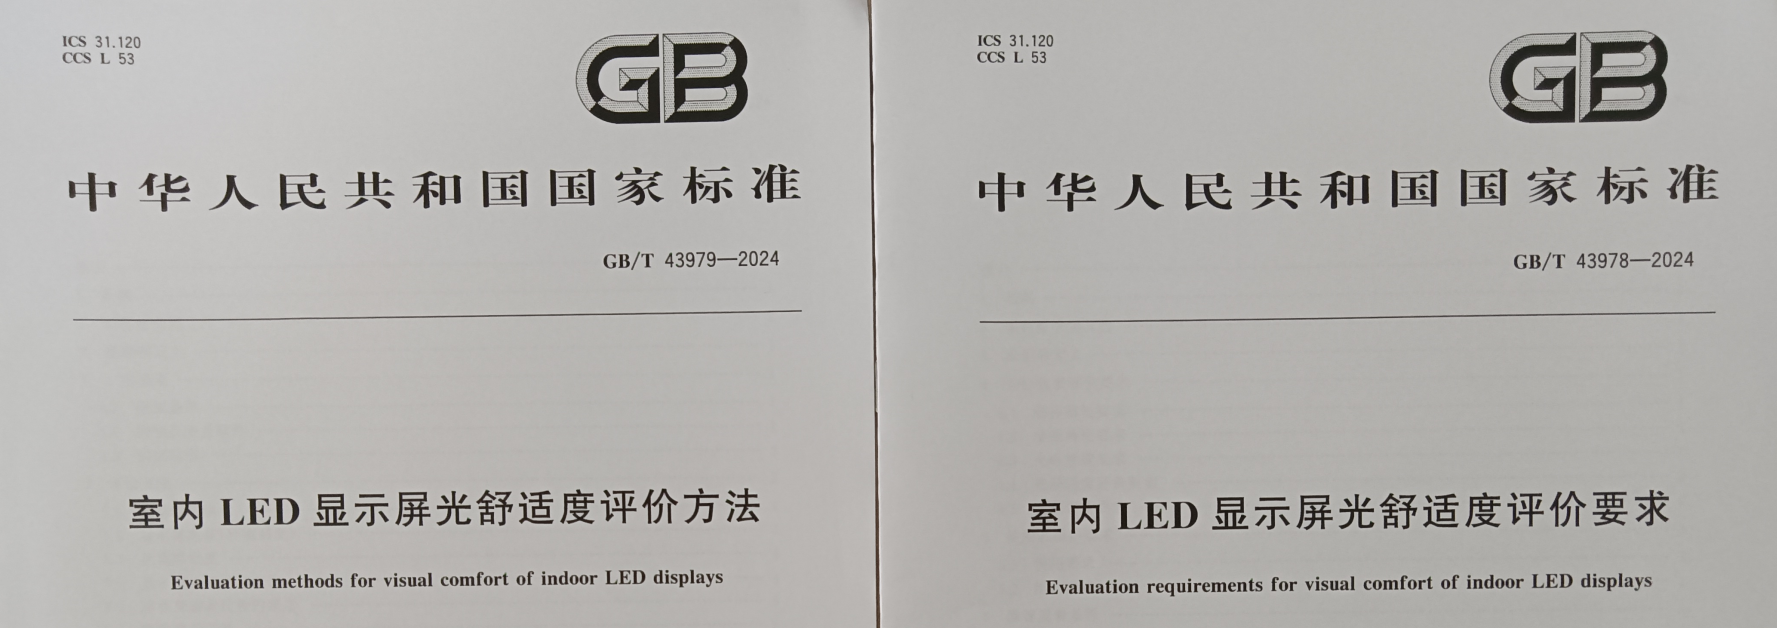 ICS 31.120
CCS L 53
GB
中华人民共和国国家标准
GB/T 43979—2024
室内 LED 显示屏光舒适度评价方法
Evaluation methods for visual comfort of indoor LED displays
ICS 31.120
CCS L 53
GB
中华人民共和国国家标准
GB/T 43978—2024
室内 LED 显示屏光舒适度评价要求
Evaluation requirements for visual comfort of indoor LED displays